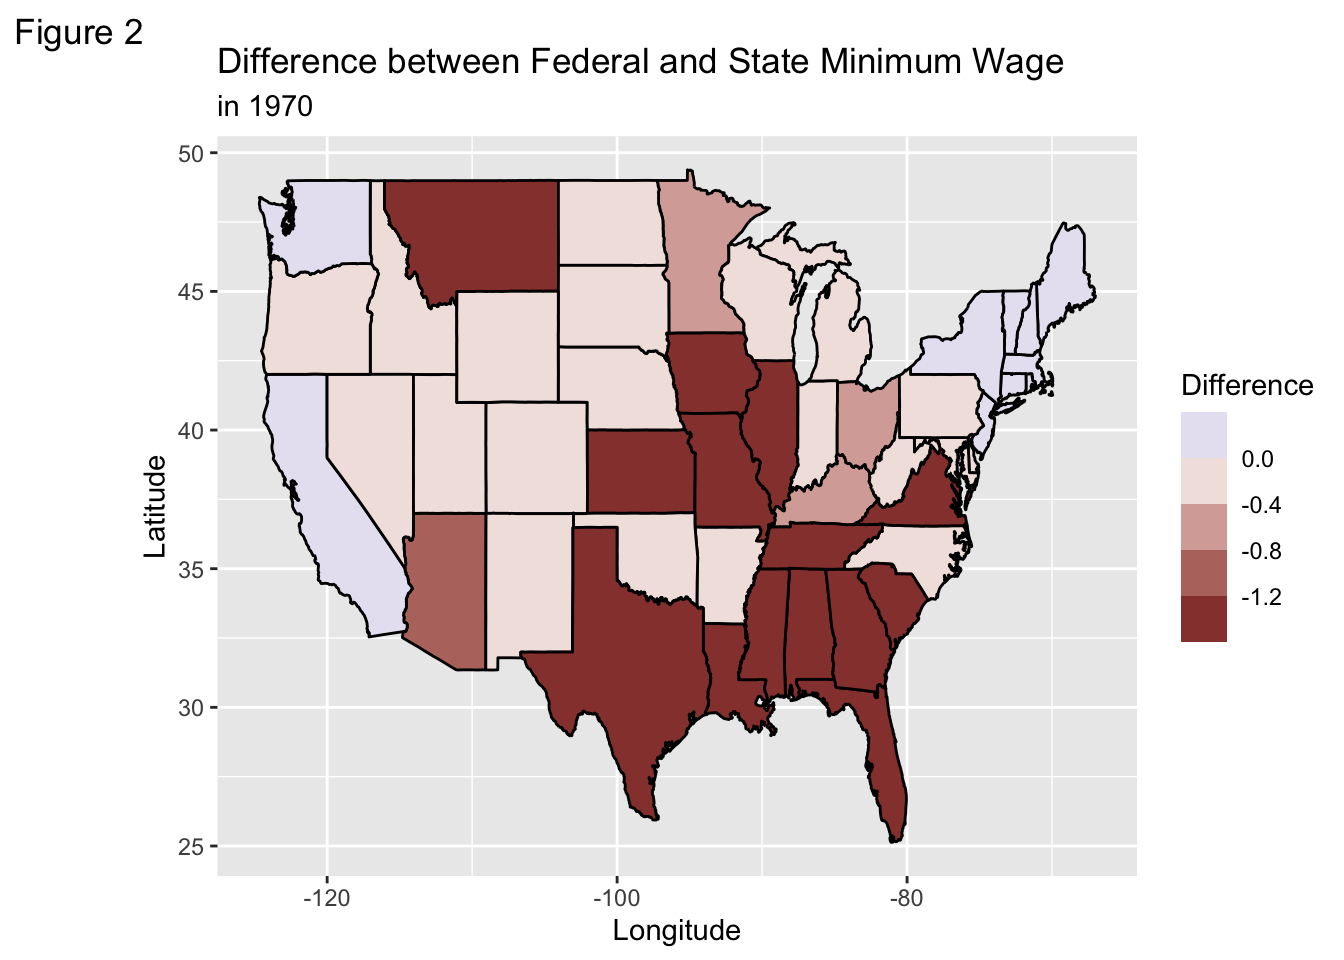 Figure 2
Difference between Federal and State Minimum Wage
in 1970
50
45
40
35
30
25
Latitude
-120
-100
-80
Longitude
Difference
0.0
-0.4
-0.8
-1.2